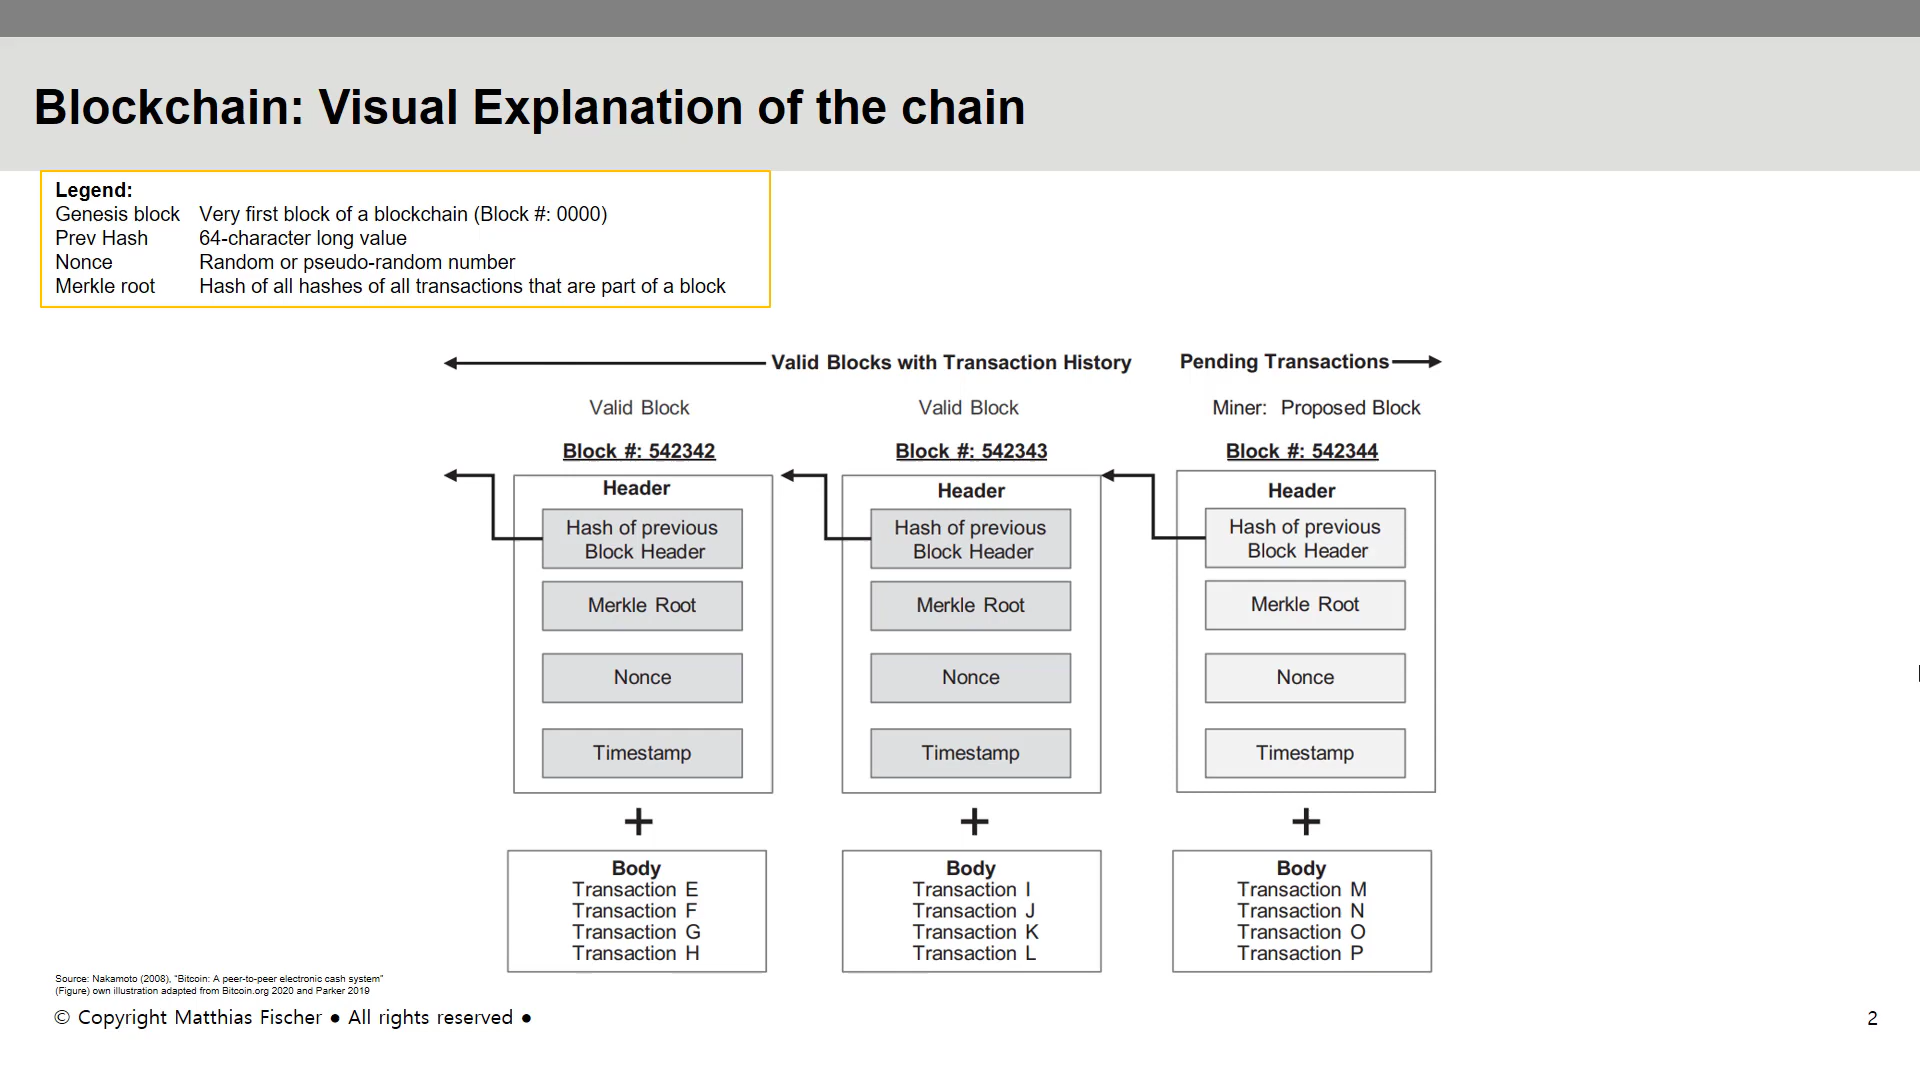 Blockchain: Visual Explanation of the chain
Legend:
Genesis block Very first block of a blockchain (Block #: 0000)
Prev Hash 64-character long value
Nonce Random or pseudo-random number
Merkle root Hash of all hashes of all transactions that are part of a block
Valid Blocks with Transaction History
Pending Transactions
Valid Block
Valid Block
Miner: Proposed Block
Block #: 542342
Block #: 542343
Block #: 542344
Header
Hash of previous
Block Header
Merkle Root
Nonce
Timestamp
+
Body
Transaction E
Transaction F
Transaction G
Transaction H
Header
Hash of previous
Block Header
Merkle Root
Nonce
Timestamp
+
Body
Transaction I
Transaction J
Transaction K
Transaction L
Header
Hash of previous
Block Header
Merkle Root
Nonce
Timestamp
+
Body
Transaction M
Transaction N
Transaction O
Transaction P
Source: Nakamoto (2008), “Bitcoin: A peer-to-peer electronic cash system”
(Figure) own illustration adapted from Bitcoin.org 2020 and Parker 2019
© Copyright Matthias Fischer ● All rights reserved ●
2